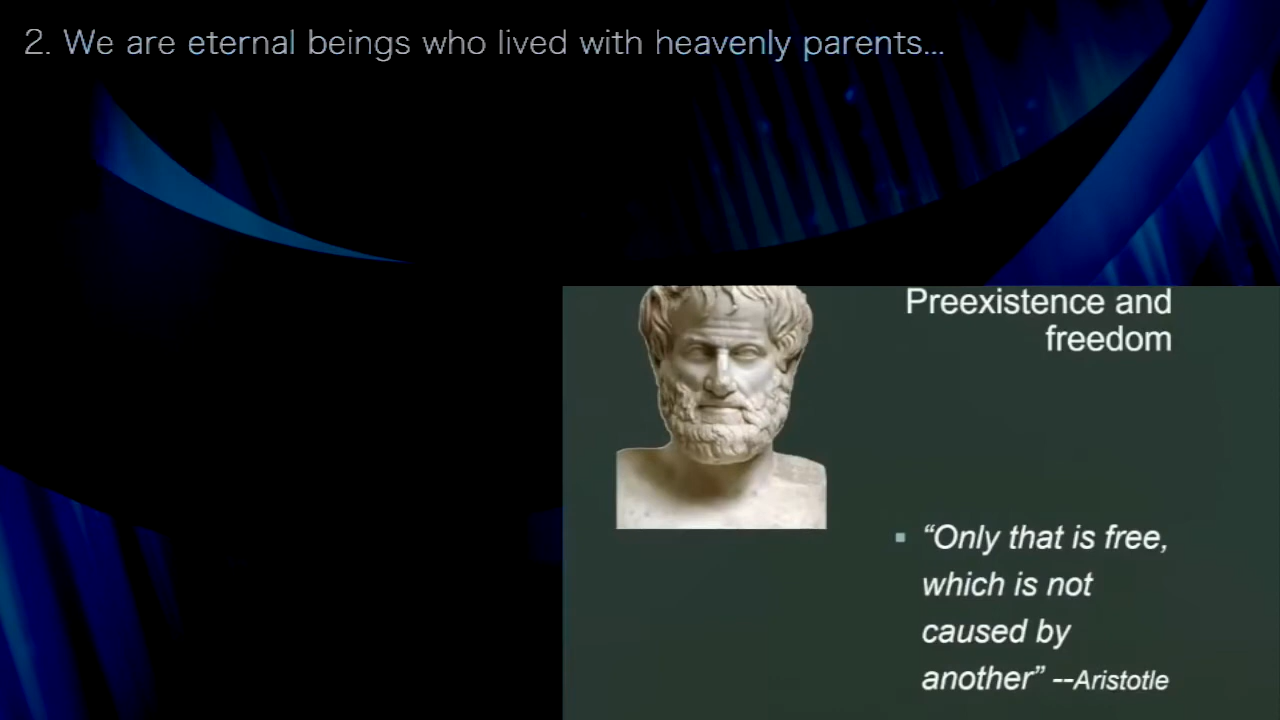 2. We are eternal beings who lived with heavenly parents...
Preexistence and
freedom
▪ “Only that is free,
which is not
caused by
another” --Aristotle